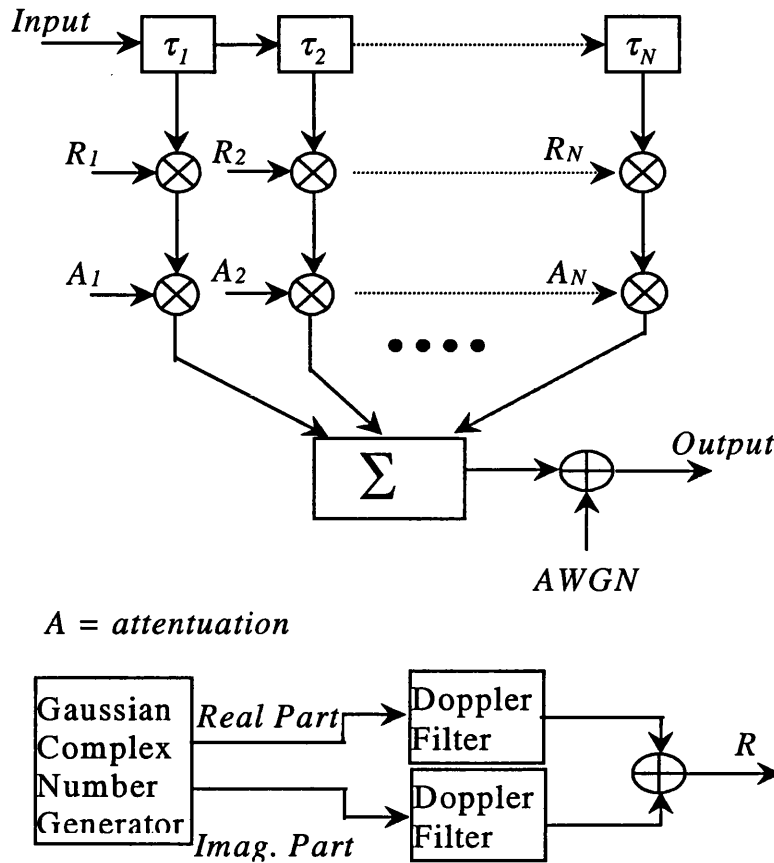 Input
τ1 τ2 τN
R1 R2 RN
A1 A2 AN
Σ
Output
AWGN
A = attentuation
Gaussian
Complex
Number
Generator
Real Part
Imag. Part
Doppler
Filter
Doppler
Filter
R